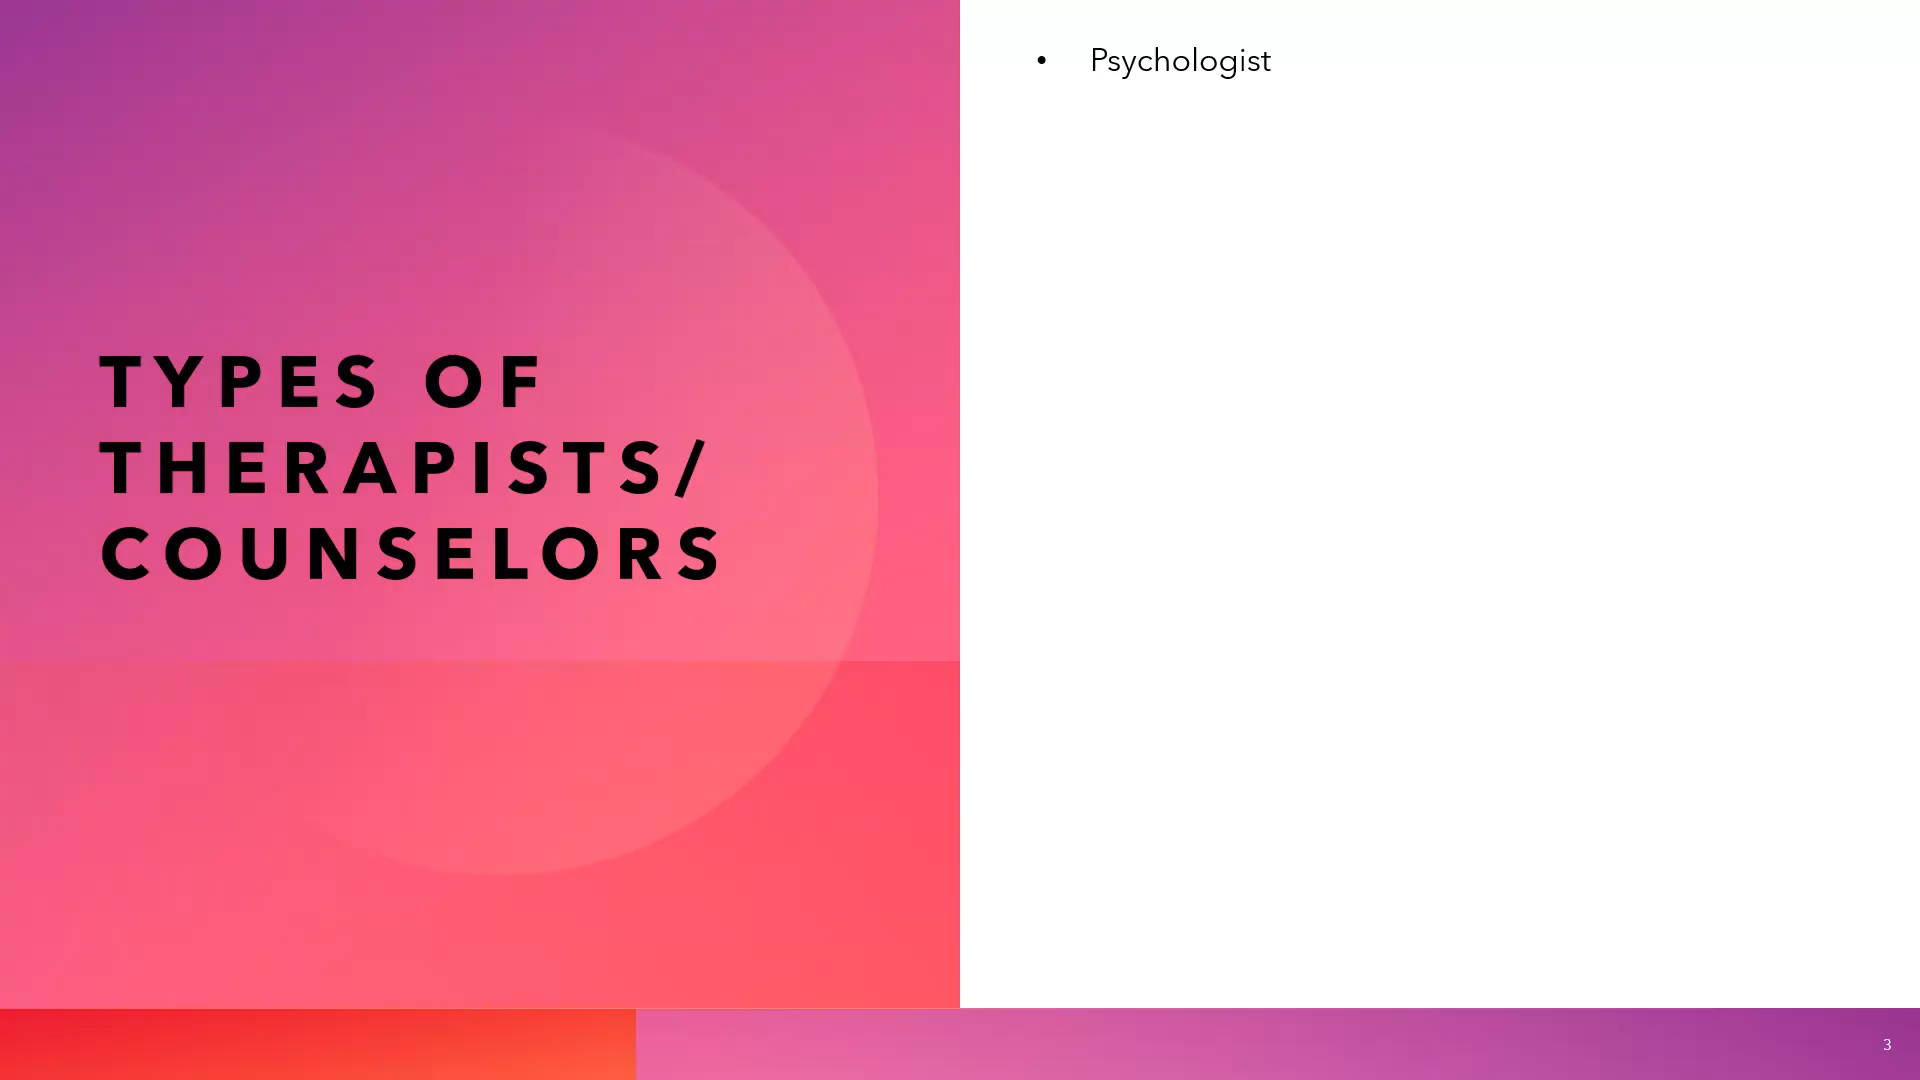 TYPES OF
THERAPISTS/
COUNSELORS
• Psychologist
3